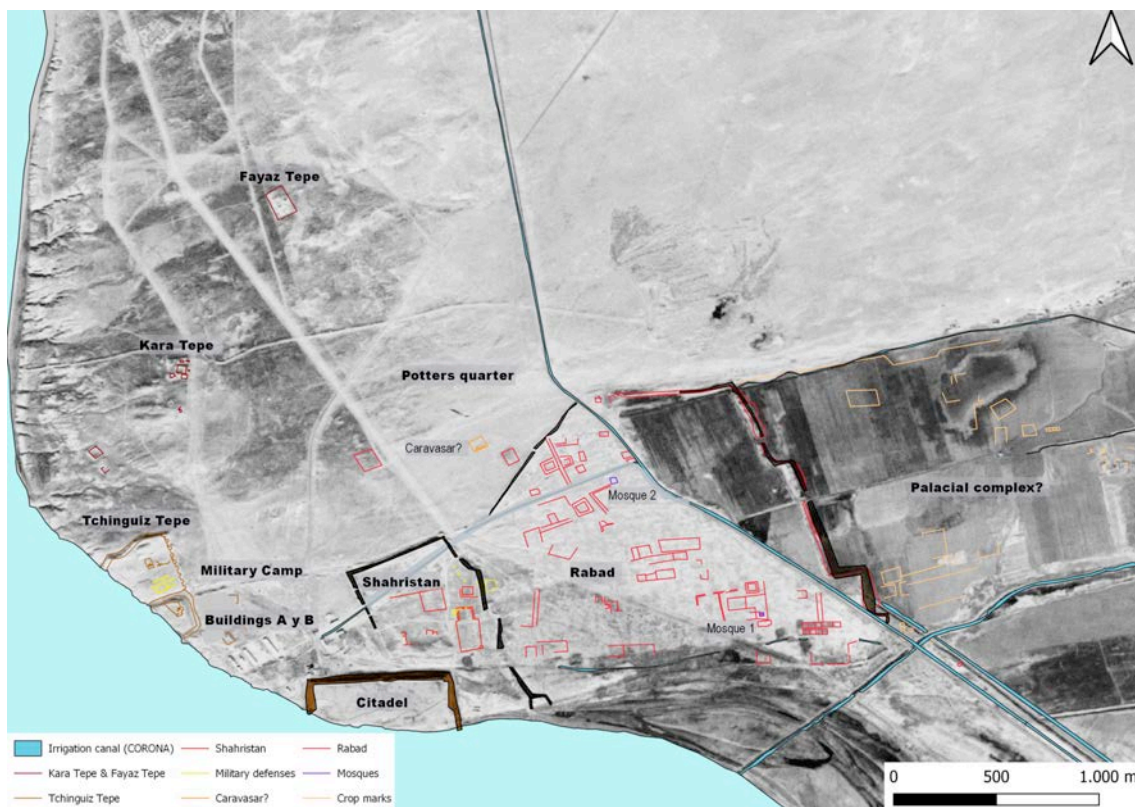 Fayaz Tepe
Kara Tepe
Potters quarter
Caravasar?
Mosque 2
Palacial complex?
Tchinguiz Tepe
Military Camp
Shahristan
Rabad
Buildings A y B
Mosque 1
Citadel
Irrigation canal (CORONA)
Shahristan
Rabad
Kara Tepe & Fayaz Tepe
Military defenses
Mosques
Tchinguiz Tepe
Caravasar?
Crop marks
0 500 1.000 m